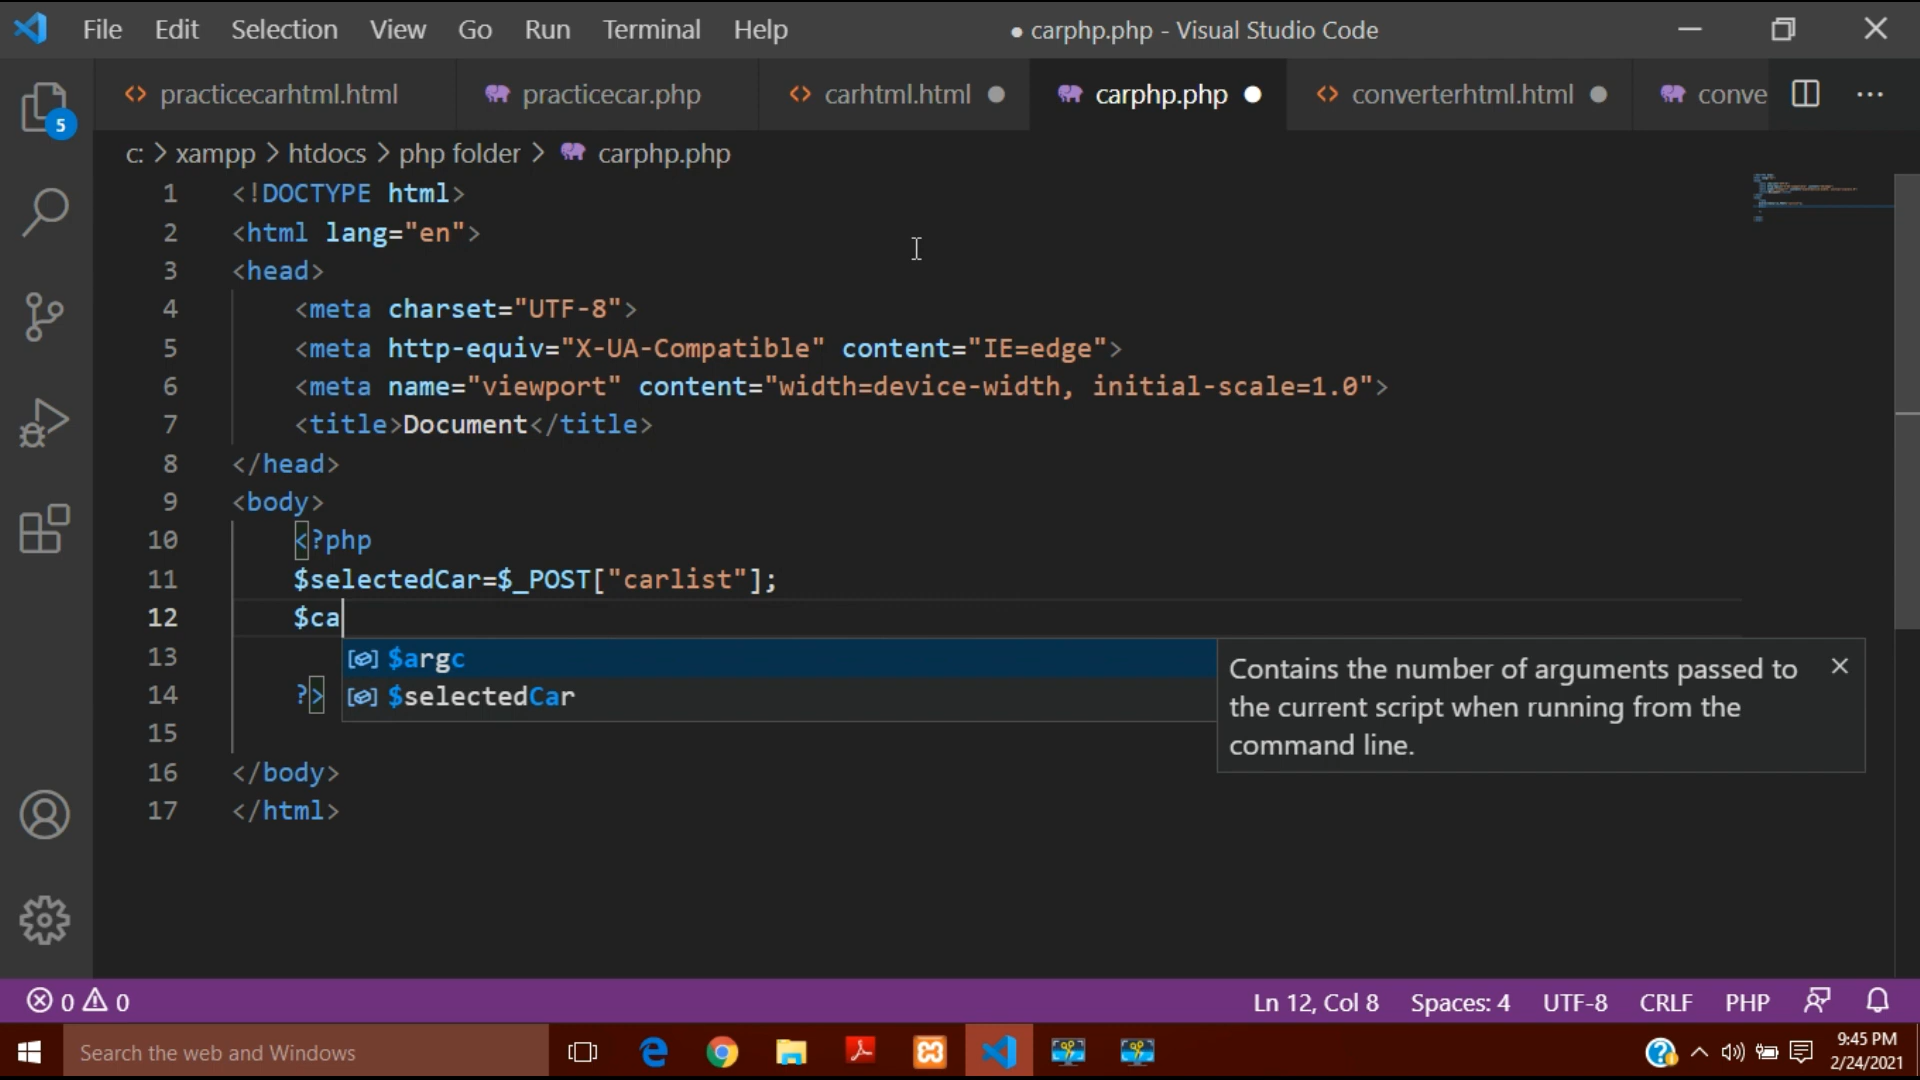 File Edit Selection View Go Run Terminal Help ● carphp.php - Visual Studio Code
<> practicecarhtml.html practicecar.php <> carhtml.html ● carphp.php ● <> converterhtml.html ● conve ...
5
c: > xampp > htdocs > php folder > carphp.php
1 <!DOCTYPE html>
2 <html lang="en">
3 <head>
4 <meta charset="UTF-8">
5 <meta http-equiv="X-UA-Compatible" content="IE=edge">
6 <meta name="viewport" content="width=device-width, initial-scale=1.0">
7 <title>Document</title>
8 </head>
9 <body>
10 <?php
11 $selectedCar=$_POST["carlist"];
12 $ca
13 $argc
14 ?> $selectedCar
15
16 </body>
17 </html>
Contains the number of arguments passed to
the current script when running from the
command line.
0 0 Ln 12, Col 8 Spaces: 4 UTF-8 CRLF PHP
Search the web and Windows
9:45 PM
2/24/2021